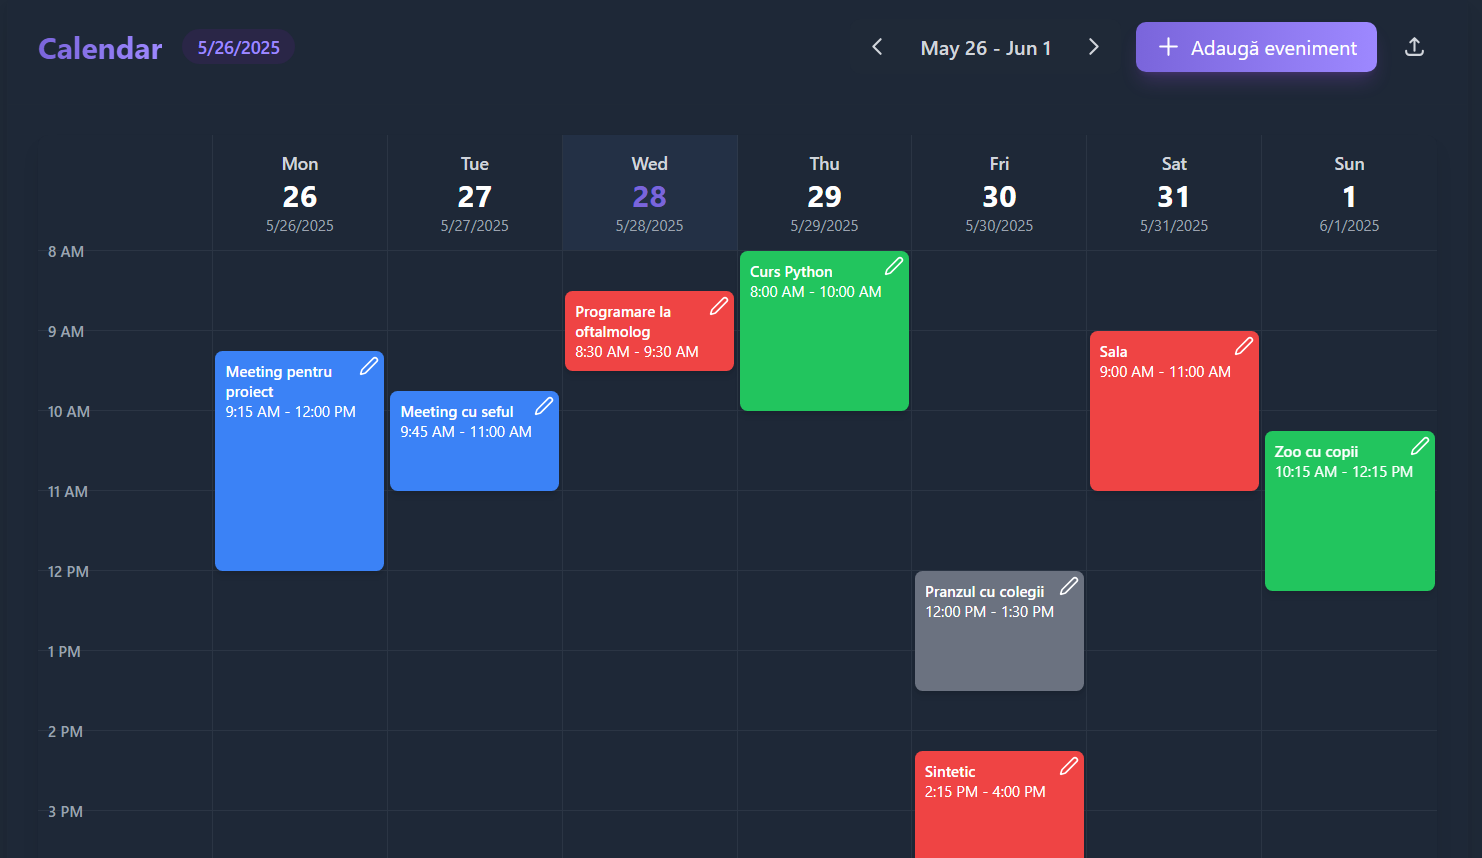 Calendar
5/26/2025
May 26 - Jun 1
Adaugă eveniment
Mon
26
5/26/2025
Tue
27
5/27/2025
Wed
28
5/28/2025
Thu
29
5/29/2025
Fri
30
5/30/2025
Sat
31
5/31/2025
Sun
1
6/1/2025
8 AM
9 AM
10 AM
11 AM
12 PM
1 PM
2 PM
3 PM
Meeting pentru
proiect
9:15 AM - 12:00 PM
Meeting cu seful
9:45 AM - 11:00 AM
Programare la
oftalmolog
8:30 AM - 9:30 AM
Curs Python
8:00 AM - 10:00 AM
Pranzul cu colegii
12:00 PM - 1:30 PM
Sintetic
2:15 PM - 4:00 PM
Sala
9:00 AM - 11:00 AM
Zoo cu copii
10:15 AM - 12:15 PM